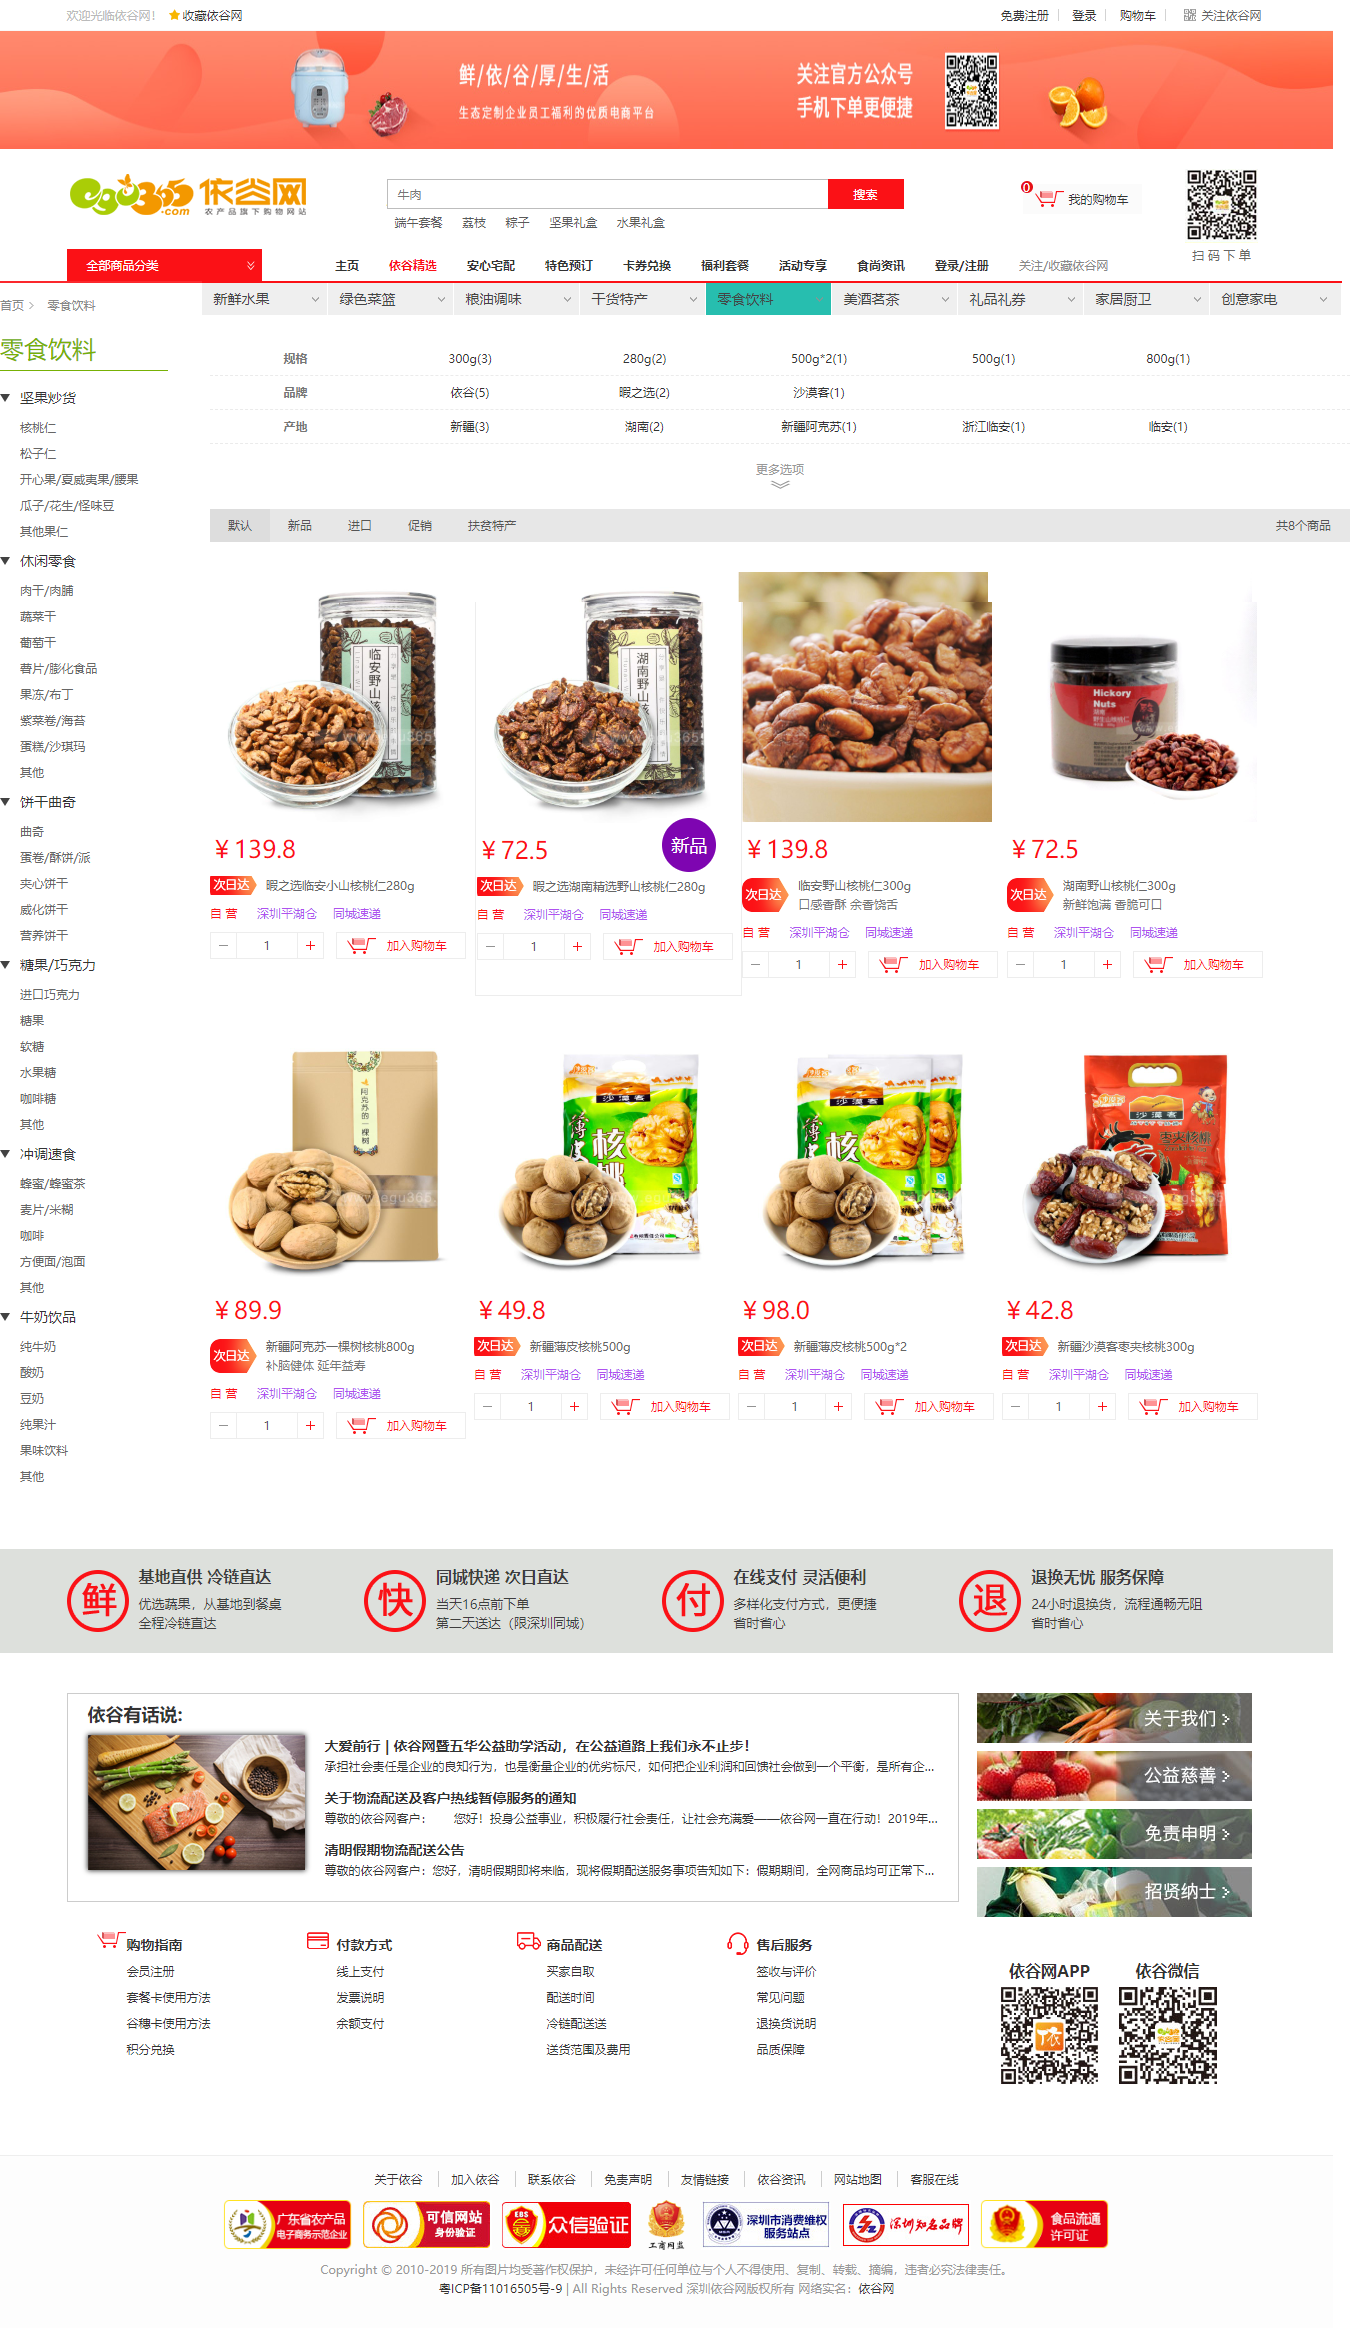 欢迎光临依谷网！ 收藏依谷网 免费注册 登录 购物车 关注依谷网
鲜/依/谷/厚/生/活
生态定制企业员工福利的优质电商平台
关注官方公众号
手机下单更便捷
egu365.com 依谷网
农产品旗下购物网站
牛肉 搜索
端午套餐 荔枝 粽子 坚果礼盒 水果礼盒
0 我的购物车
扫码下单
全部商品分类 主页 依谷精选 安心宅配 特色预订 卡券兑换 福利套餐 活动专享 食尚资讯 登录/注册 关注/收藏依谷网
首页 零食饮料
新鲜水果 绿色菜篮 粮油调味 干货特产 零食饮料 美酒茗茶 礼品礼券 家居厨卫 创意家电
零食饮料
坚果炒货
核桃仁
松子仁
开心果/夏威夷果/腰果
瓜子/花生/怪味豆
其他果仁
休闲零食
肉干/肉脯
蔬菜干
葡萄干
薯片/膨化食品
果冻/布丁
紫菜卷/海苔
蛋糕/沙琪玛
其他
饼干曲奇
曲奇
蛋卷/酥饼/派
夹心饼干
威化饼干
营养饼干
糖果/巧克力
进口巧克力
糖果
软糖
水果糖
咖啡糖
其他
冲调速食
蜂蜜/蜂蜜茶
麦片/米糊
咖啡
方便面/泡面
其他
牛奶饮品
纯牛奶
酸奶
豆奶
纯果汁
果味饮料
其他
规格 300g(3) 280g(2) 500g*2(1) 500g(1) 800g(1)
品牌 依谷(5) 暇之选(2) 沙漠客(1)
产地 新疆(3) 湖南(2) 新疆阿克苏(1) 浙江临安(1) 临安(1)
更多选项
默认 新品 进口 促销 扶贫特产 共8个商品
临安野山核
湖南野山核
Hickory
Nuts
湖南
¥139.8
次日达 暇之选临安小山核桃仁280g
自营 深圳平湖仓 同城速递
1 加入购物车
¥72.5
新品
次日达 暇之选湖南精选野山核桃仁280g
自营 深圳平湖仓 同城速递
1 加入购物车
¥139.8
次日达 临安野山核桃仁300g
口感香酥 余香饶舌
自营 深圳平湖仓 同城速递
1 加入购物车
¥72.5
次日达 湖南野山核桃仁300g
新鲜饱满 香脆可口
自营 深圳平湖仓 同城速递
1 加入购物车
阿克苏的一棵树
www.egu365
沙漠客
薄皮
核桃
沙漠客
薄皮
核
沙漠客
枣夹核桃
¥89.9
次日达 新疆阿克苏一棵树核桃800g
补脑健体 延年益寿
自营 深圳平湖仓 同城速递
1 加入购物车
¥49.8
次日达 新疆薄皮核桃500g
自营 深圳平湖仓 同城速递
1 加入购物车
¥98.0
次日达 新疆薄皮核桃500g*2
自营 深圳平湖仓 同城速递
1 加入购物车
¥42.8
次日达 新疆沙漠客枣夹核桃300g
自营 深圳平湖仓 同城速递
1 加入购物车
鲜 基地直供 冷链直达
优选蔬果，从基地到餐桌
全程冷链直达
快 同城快递 次日直达
当天16点前下单
第二天送达（限深圳同城）
付 在线支付 灵活便利
多样化支付方式，更便捷
省时省心
退 退换无忧 服务保障
24小时退换货，流程通畅无阻
省时省心
依谷有话说:
大爱前行 | 依谷网暨五华公益助学活动，在公益道路上我们永不止步！
承担社会责任是企业的良知行为，也是衡量企业的优劣标尺，如何把企业利润和回馈社会做到一个平衡，是所有企...
关于物流配送及客户热线暂停服务的通知
尊敬的依谷网客户： 您好！投身公益事业，积极履行社会责任，让社会充满爱——依谷网一直在行动！2019年...
清明假期物流配送公告
尊敬的依谷网客户：您好，清明假期即将来临，现将假期配送服务事项告知如下：假期期间，全网商品均可正常下...
关于我们
公益慈善
免责申明
招贤纳士
购物指南
会员注册
套餐卡使用方法
谷穗卡使用方法
积分兑换
付款方式
线上支付
发票说明
余额支付
商品配送
买家自取
配送时间
冷链配送送
送货范围及费用
售后服务
签收与评价
常见问题
退换货说明
品质保障
依谷网APP 依谷微信
关于依谷 加入依谷 联系依谷 免责声明 友情链接 依谷资讯 网站地图 客服在线
广东省农产品
电子商务示范企业
可信网站
身份验证
EBS 众信验证
工商网监
深圳市消费维权
服务站点
深圳知名品牌
食品流通
许可证
Copyright © 2010-2019 所有图片均受著作权保护，未经许可任何单位与个人不得使用、复制、转载、摘编，违者必究法律责任。
粤ICP备11016505号-9 | All Rights Reserved 深圳依谷网版权所有 网络实名：依谷网